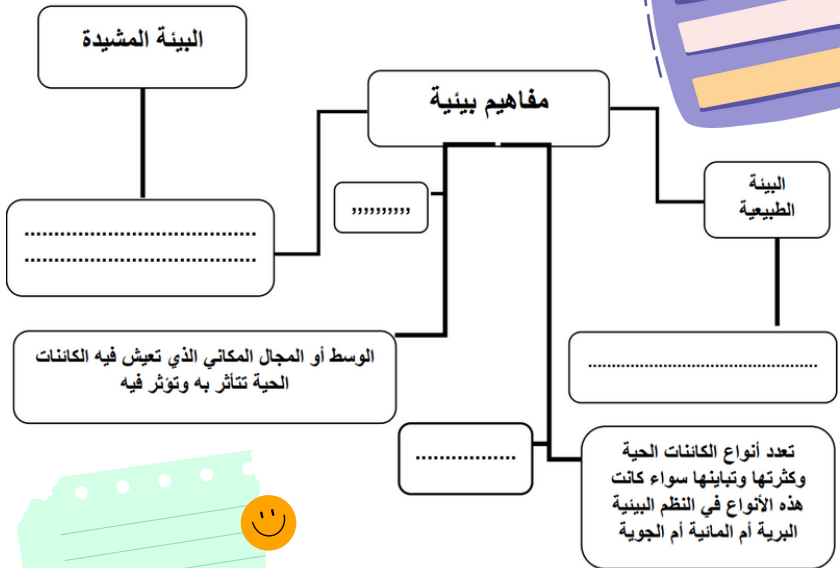 البيئة المشيدة
مفاهيم بيئية
البيئة
الطبيعية
,,,,,,,,,,
.......................................
.......................................
الوسط أو المجال المكاني الذي تعيش فيه الكائنات
الحية تتأثر به وتؤثر فيه
.................................................
.................
تعدد أنواع الكائنات الحية
وكثرتها وتباينها سواء كانت
هذه الأنواع في النظم البيئية
البرية أم المائية أم الجوية